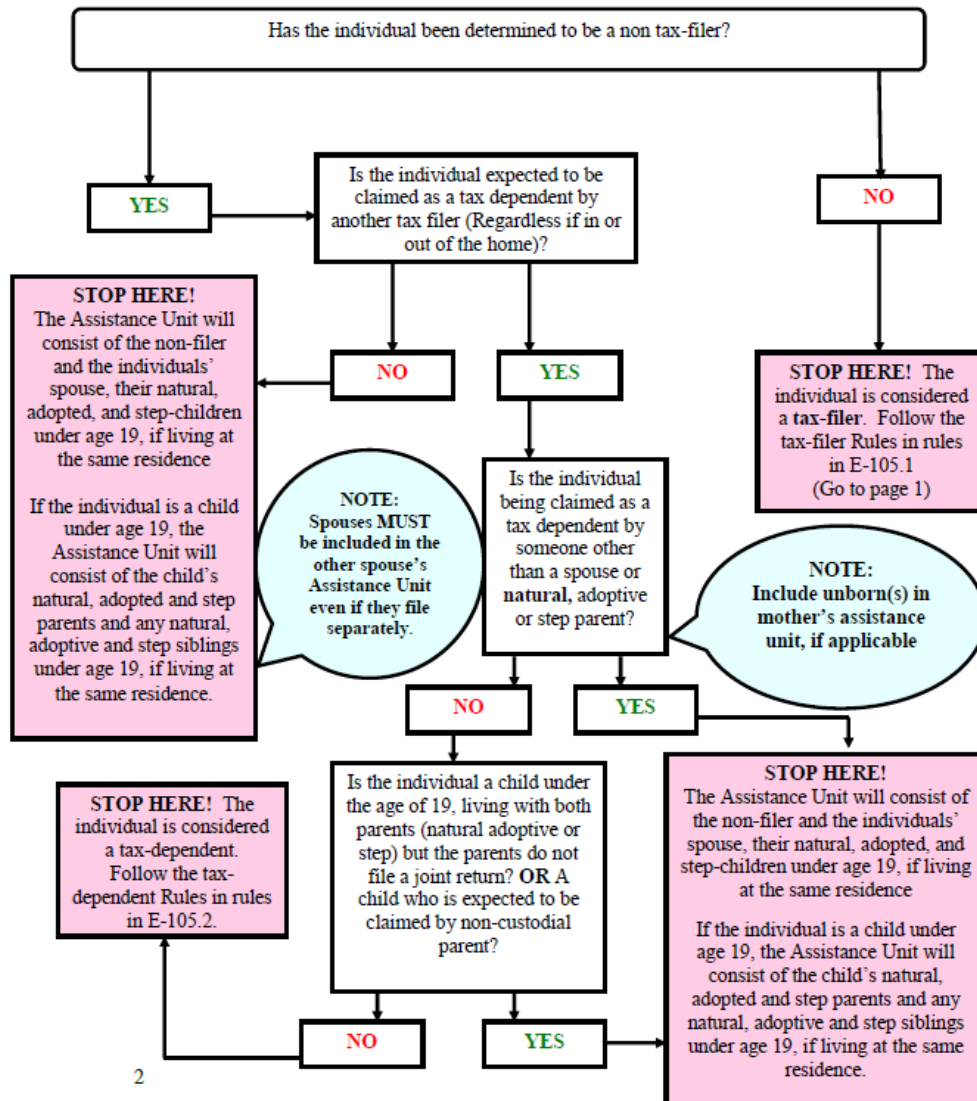 Has the individual been determined to be a non tax-filer?
YES
Is the individual expected to be
claimed as a tax dependent by
another tax filer (Regardless if in or
out of the home)?
NO
STOP HERE!
The Assistance Unit will
consist of the non-filer
and the individuals'
spouse, their natural,
adopted, and step-children
under age 19, if living at
the same residence
If the individual is a child
under age 19, the
Assistance Unit will
consist of the child's
natural, adopted and step
parents and any natural,
adoptive and step siblings
under age 19, if living at
the same residence.
NO
YES
STOP HERE! The
individual is considered
a tax-filer. Follow the
tax-filer Rules in rules
in E-105.1
(Go to page 1)
NOTE:
Spouses MUST
be included in the
other spouse's
Assistance Unit
even if they file
separately.
Is the individual
being claimed as a
tax dependent by
someone other
than a spouse or
natural, adoptive
or step parent?
NOTE:
Include unborn(s) in
mother's assistance
unit, if applicable
NO
YES
STOP HERE! The
individual is considered
a tax-dependent.
Follow the tax-
dependent Rules in rules
in E-105.2.
Is the individual a child under
the age of 19, living with both
parents (natural adoptive or
step) but the parents do not
file a joint return? OR A
child who is expected to be
claimed by non-custodial
parent?
STOP HERE!
The Assistance Unit will consist of
the non-filer and the individuals'
spouse, their natural, adopted, and
step-children under age 19, if living
at the same residence
If the individual is a child under
age 19, the Assistance Unit will
consist of the child's natural,
adopted and step parents and any
natural, adoptive and step siblings
under age 19, if living at the same
residence.
NO
YES
2